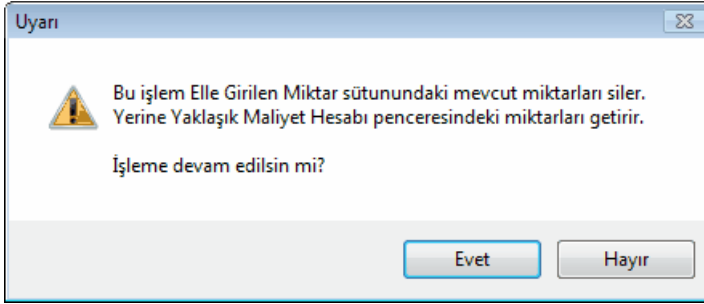 Uyarı
Bu işlem Elle Girilen Miktar sütunundaki mevcut miktarları siler.
Yerine Yaklaşık Maliyet Hesabı penceresindeki miktarları getirir.
İşleme devam edilsin mi?
Evet
Hayır